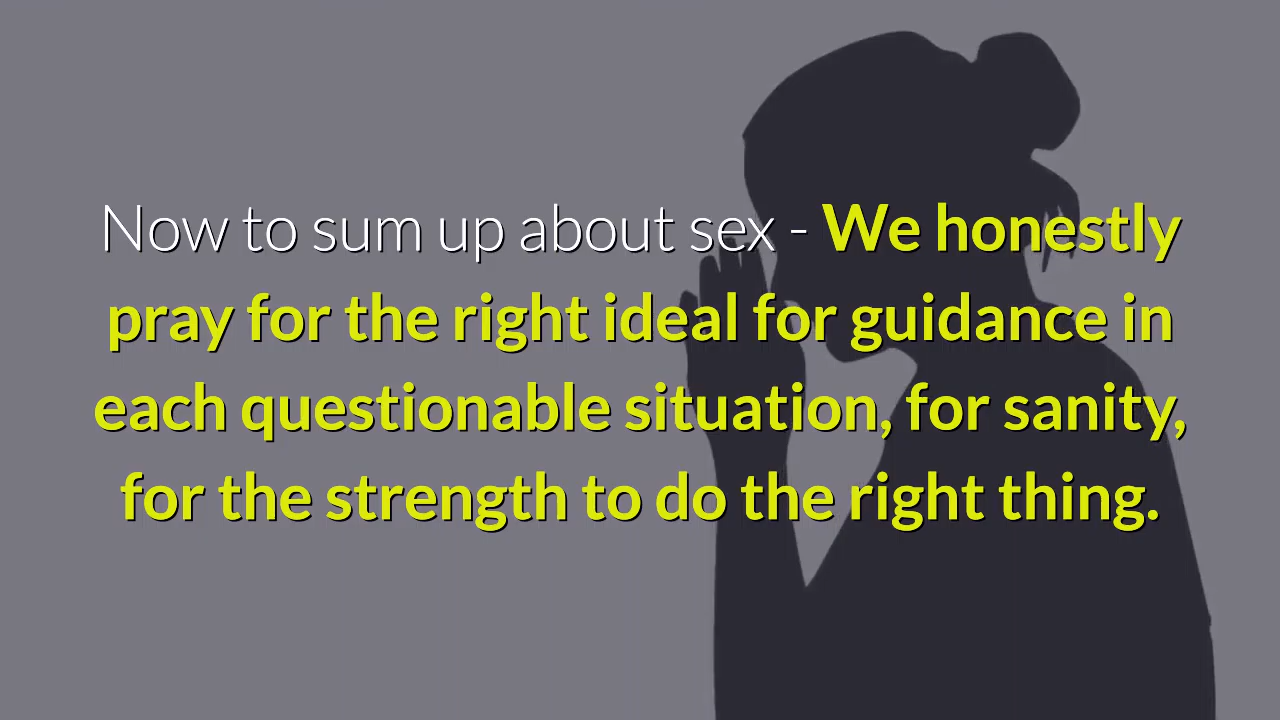 Now to sum up about sex - We honestly
pray for the right ideal for guidance in
each questionable situation, for sanity,
for the strength to do the right thing.